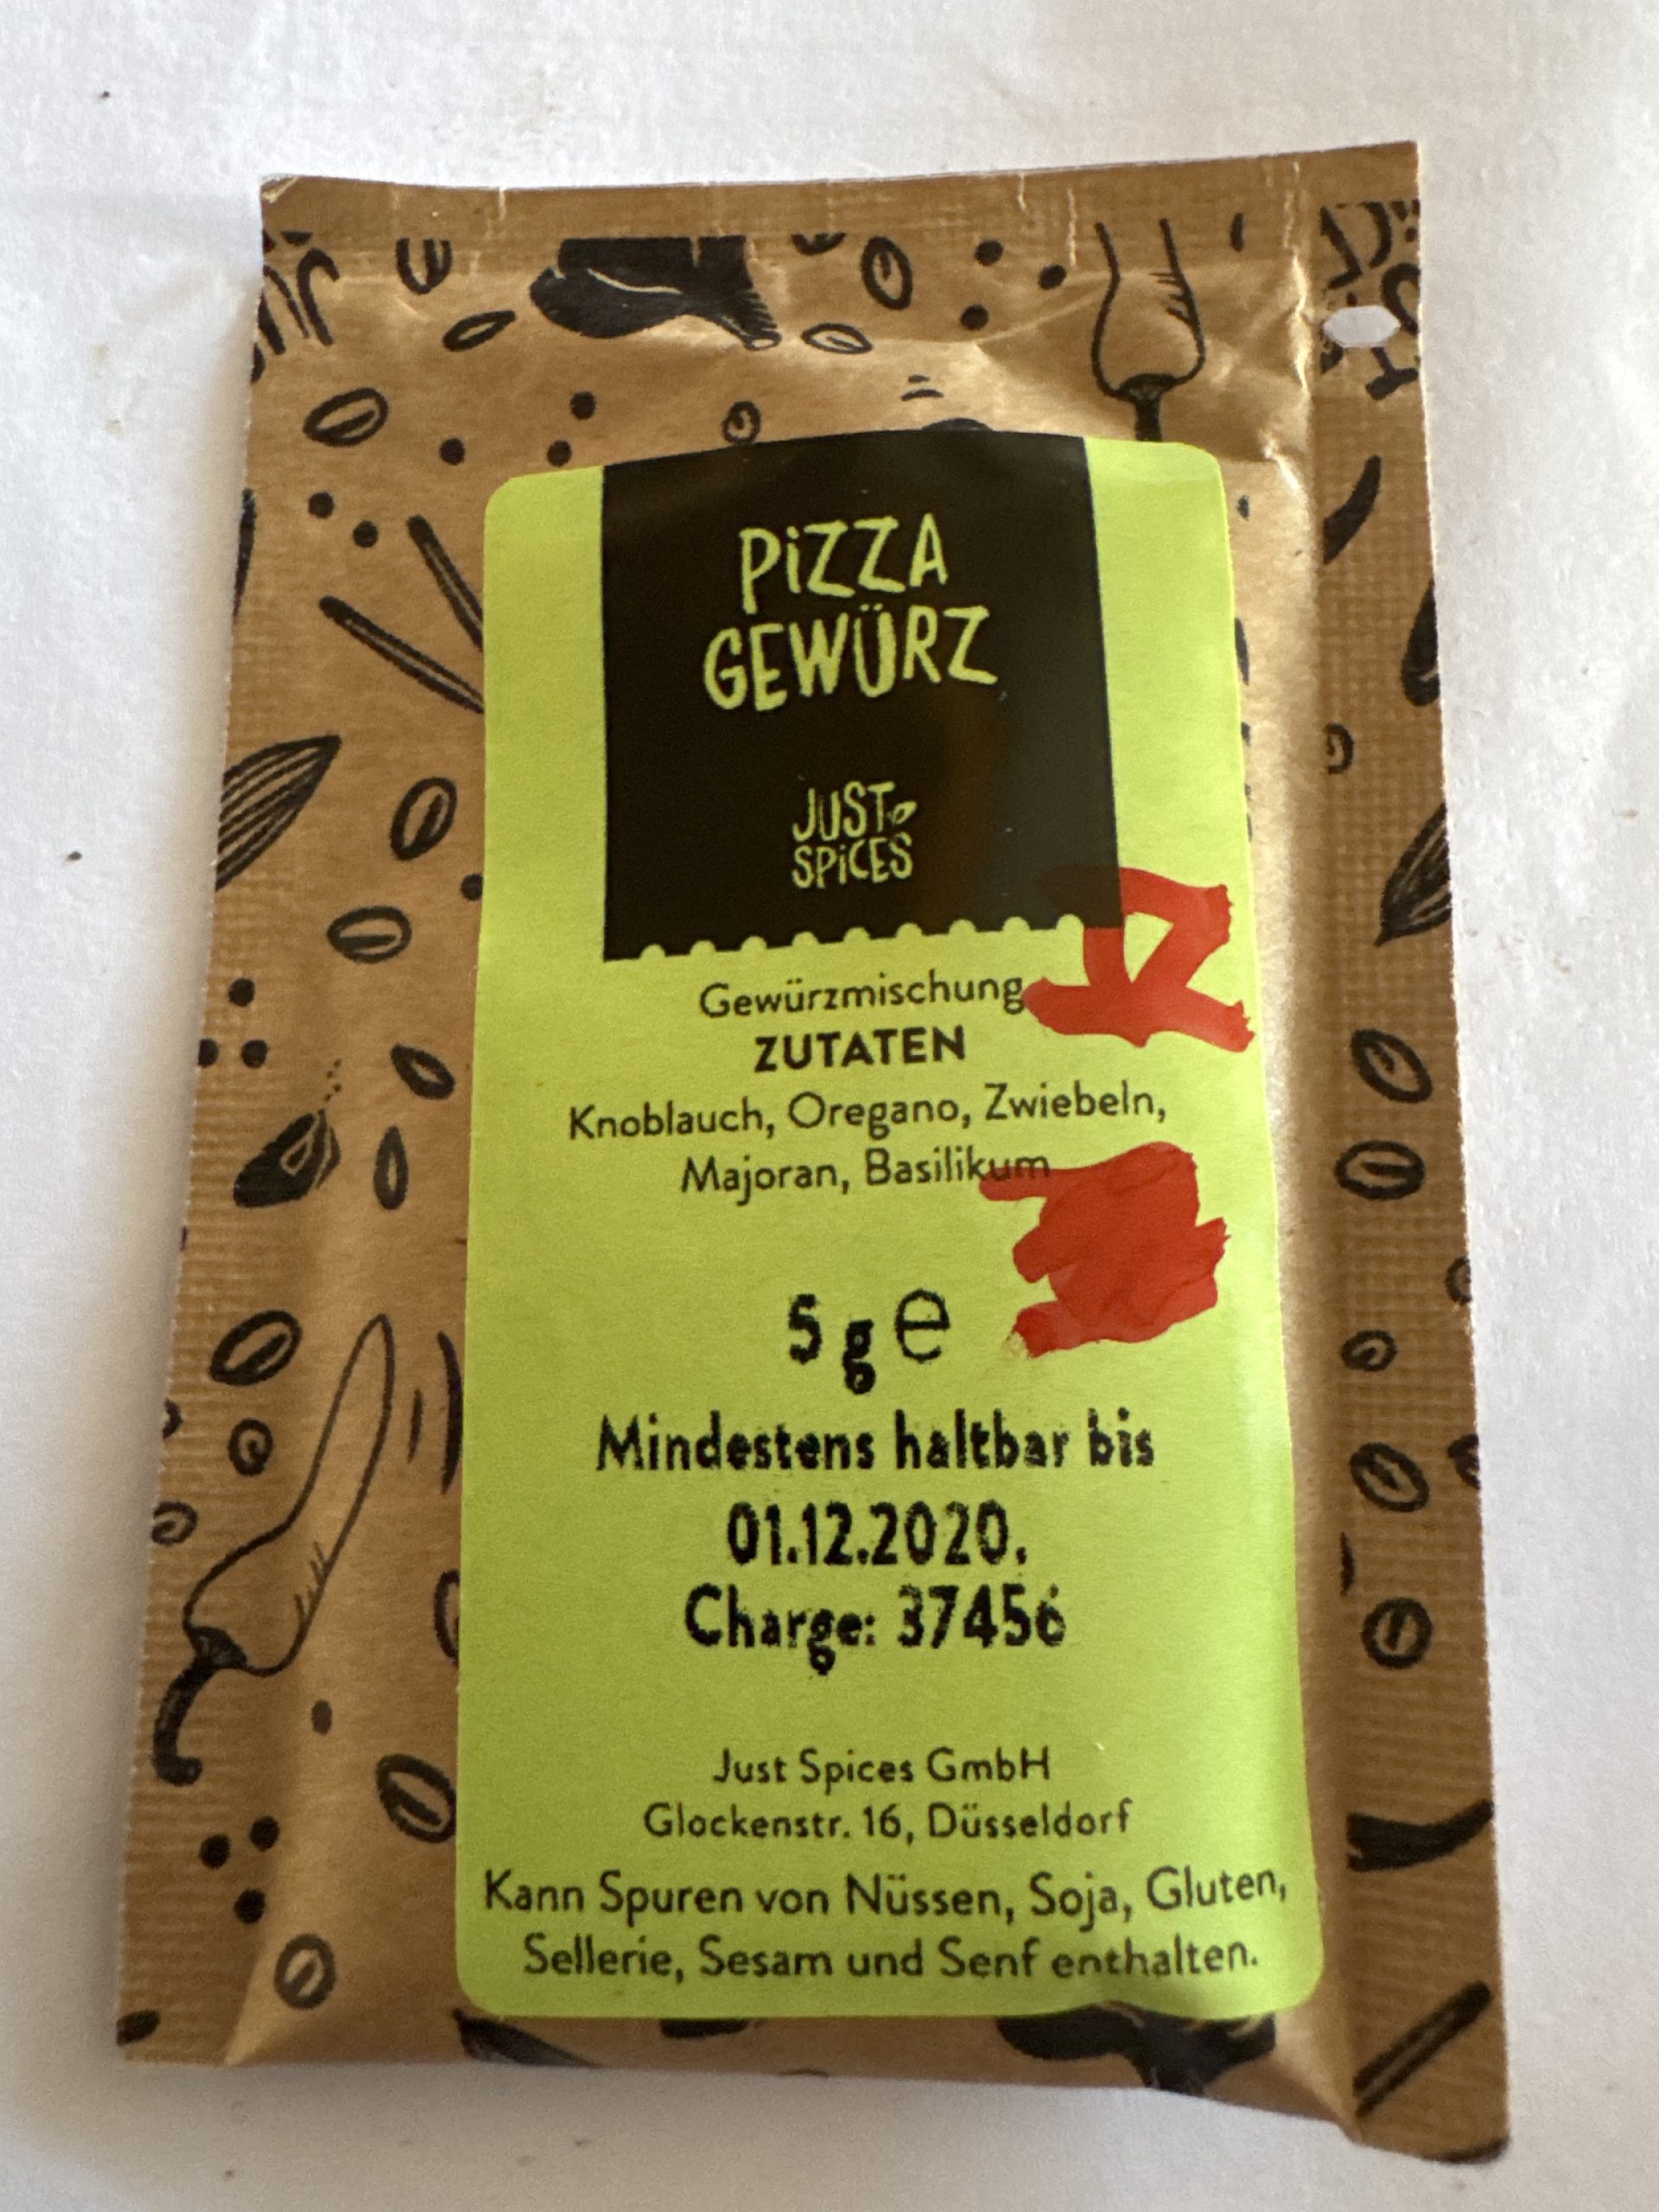 PiZZA
GEWÜRZ
JUST
SPiCES
Gewürzmischung
ZUTATEN
Knoblauch, Oregano, Zwiebeln,
Majoran, Basilikum
5 g e
Mindestens haltbar bis
01.12.2020.
Charge: 37456
Just Spices GmbH
Glockenstr. 16, Düsseldorf
Kann Spuren von Nüssen, Soja, Gluten,
Sellerie, Sesam und Senf enthalten.